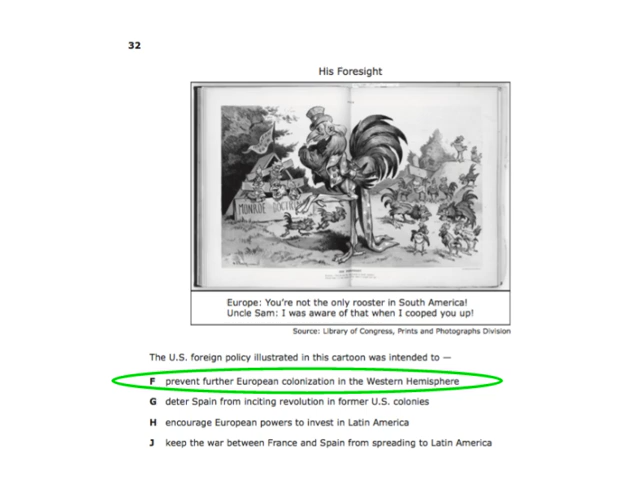 32
His Foresight
MONROE DOCTRINE
Europe: You're not the only rooster in South America!
Uncle Sam: I was aware of that when I cooped you up!
Source: Library of Congress, Prints and Photographs Division
The U.S. foreign policy illustrated in this cartoon was intended to —
F prevent further European colonization in the Western Hemisphere
G deter Spain from inciting revolution in former U.S. colonies
H encourage European powers to invest in Latin America
J keep the war between France and Spain from spreading to Latin America